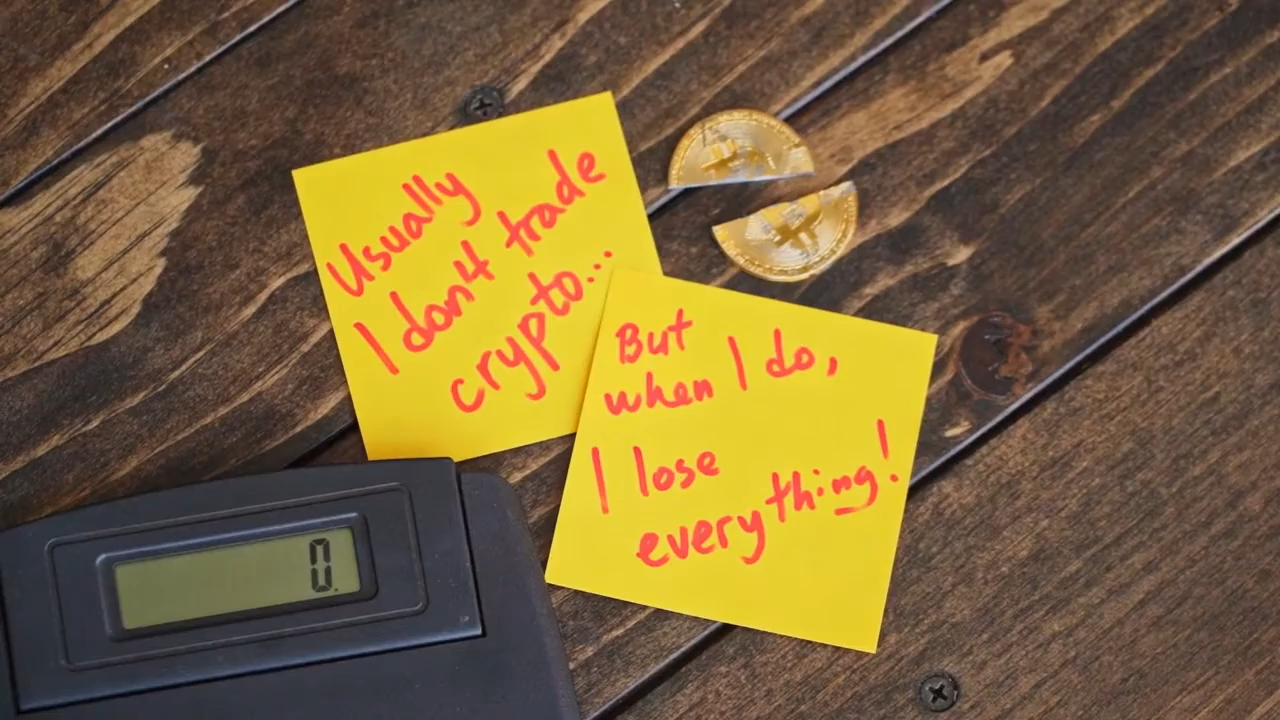 Usually
I don't trade
crypto...
But
when I do,
I lose
everything!
0.